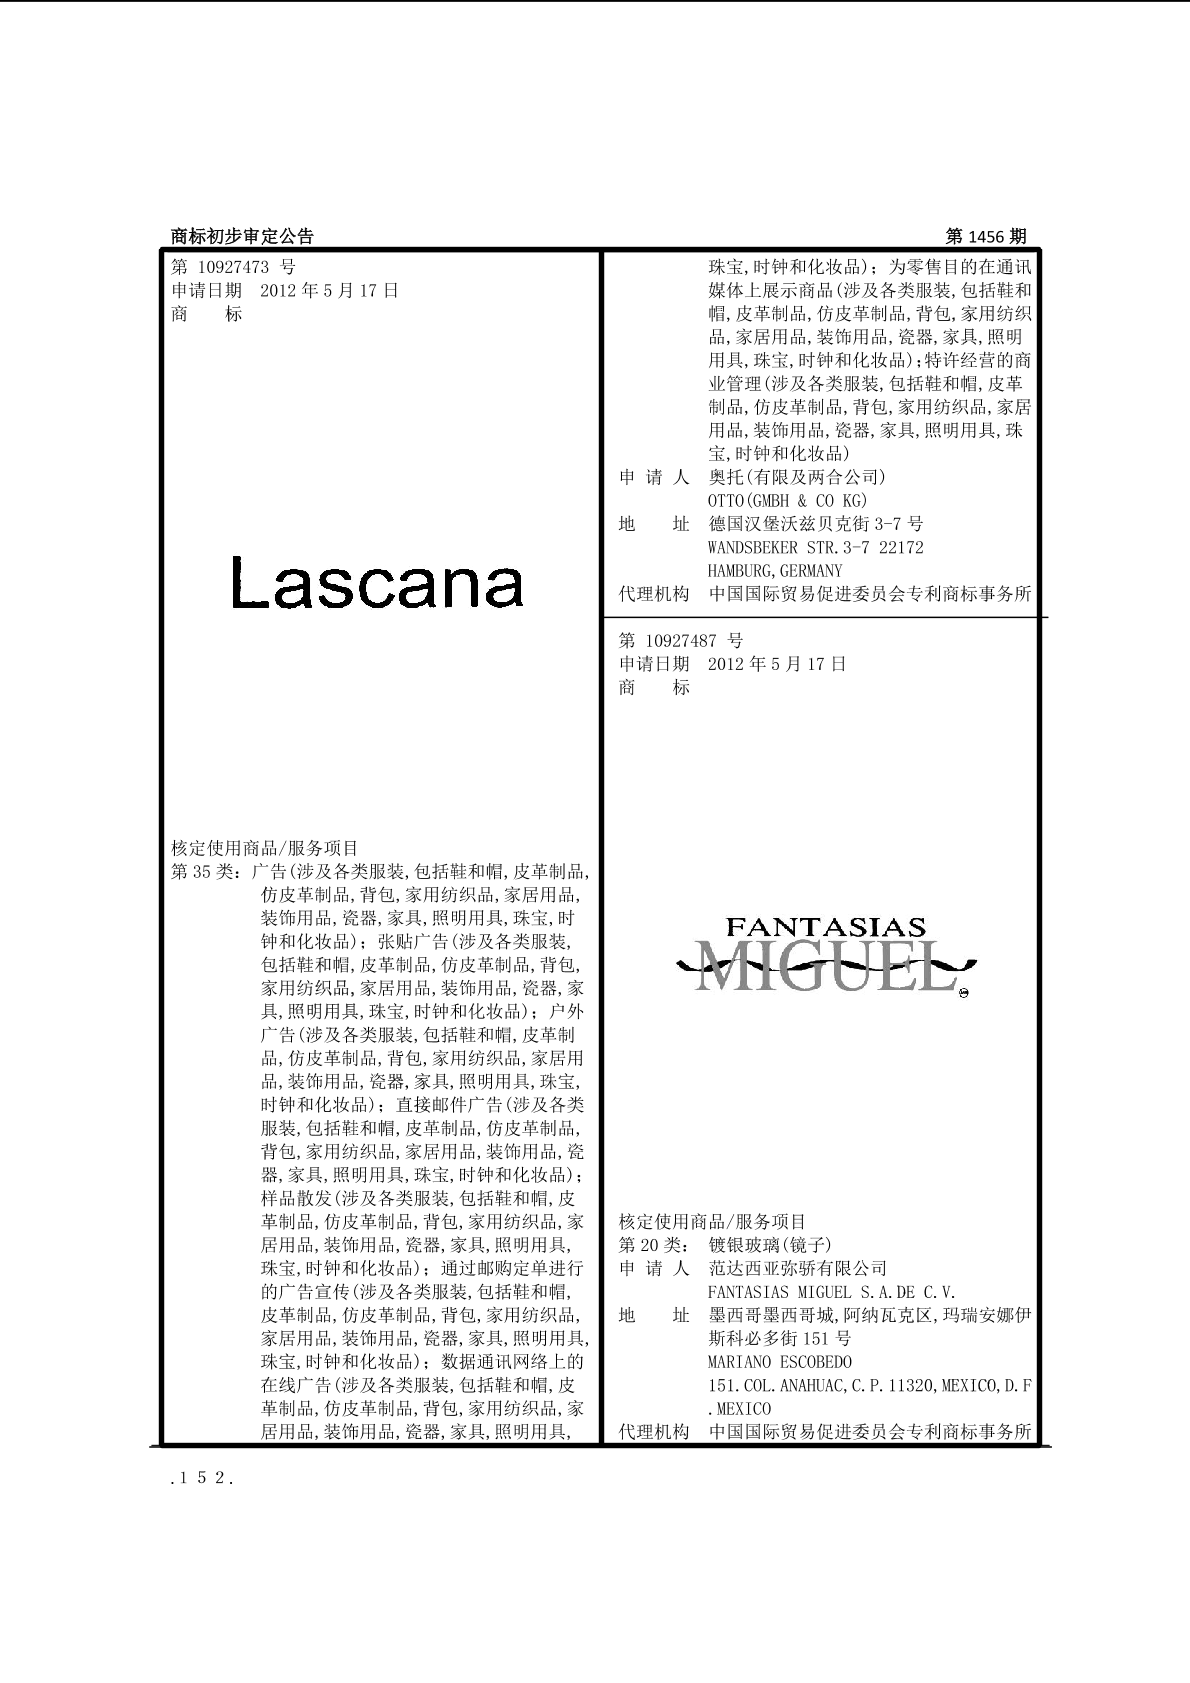 商标初步审定公告
第 1456 期
第 10927473 号
申请日期 2012 年 5 月 17 日
商 标
Lascana
核定使用商品/服务项目
第 35 类：广告(涉及各类服装,包括鞋和帽,皮革制品,
仿皮革制品,背包,家用纺织品,家居用品,
装饰用品,瓷器,家具,照明用具,珠宝,时
钟和化妆品)；张贴广告(涉及各类服装,
包括鞋和帽,皮革制品,仿皮革制品,背包,
家用纺织品,家居用品,装饰用品,瓷器,家
具,照明用具,珠宝,时钟和化妆品)；户外
广告(涉及各类服装,包括鞋和帽,皮革制
品,仿皮革制品,背包,家用纺织品,家居用
品,装饰用品,瓷器,家具,照明用具,珠宝,
时钟和化妆品)；直接邮件广告(涉及各类
服装,包括鞋和帽,皮革制品,仿皮革制品,
背包,家用纺织品,家居用品,装饰用品,瓷
器,家具,照明用具,珠宝,时钟和化妆品)；
样品散发(涉及各类服装,包括鞋和帽,皮
革制品,仿皮革制品,背包,家用纺织品,家
居用品,装饰用品,瓷器,家具,照明用具,
珠宝,时钟和化妆品)；通过邮购定单进行
的广告宣传(涉及各类服装,包括鞋和帽,
皮革制品,仿皮革制品,背包,家用纺织品,
家居用品,装饰用品,瓷器,家具,照明用具,
珠宝,时钟和化妆品)；数据通讯网络上的
在线广告(涉及各类服装,包括鞋和帽,皮
革制品,仿皮革制品,背包,家用纺织品,家
居用品,装饰用品,瓷器,家具,照明用具,
珠宝,时钟和化妆品)；为零售目的在通讯
媒体上展示商品(涉及各类服装,包括鞋和
帽,皮革制品,仿皮革制品,背包,家用纺织
品,家居用品,装饰用品,瓷器,家具,照明
用具,珠宝,时钟和化妆品)；特许经营的商
业管理(涉及各类服装,包括鞋和帽,皮革
制品,仿皮革制品,背包,家用纺织品,家居
用品,装饰用品,瓷器,家具,照明用具,珠
宝,时钟和化妆品)
申 请 人 奥托(有限及两合公司)
OTTO(GMBH & CO KG)
地 址 德国汉堡沃兹贝克街 3-7 号
WANDSBEKER STR.3-7 22172
HAMBURG,GERMANY
代理机构 中国国际贸易促进委员会专利商标事务所
第 10927487 号
申请日期 2012 年 5 月 17 日
商 标
FANTASIAS
MIGUEL
核定使用商品/服务项目
第 20 类： 镀银玻璃(镜子)
申 请 人 范达西亚弥骄有限公司
FANTASIAS MIGUEL S.A.DE C.V.
地 址 墨西哥墨西哥城,阿纳瓦克区,玛瑞安娜伊
斯科必多街 151 号
MARIANO ESCOBEDO
151.COL.ANAHUAC,C.P.11320,MEXICO,D.F
.MEXICO
代理机构 中国国际贸易促进委员会专利商标事务所
.１５２.